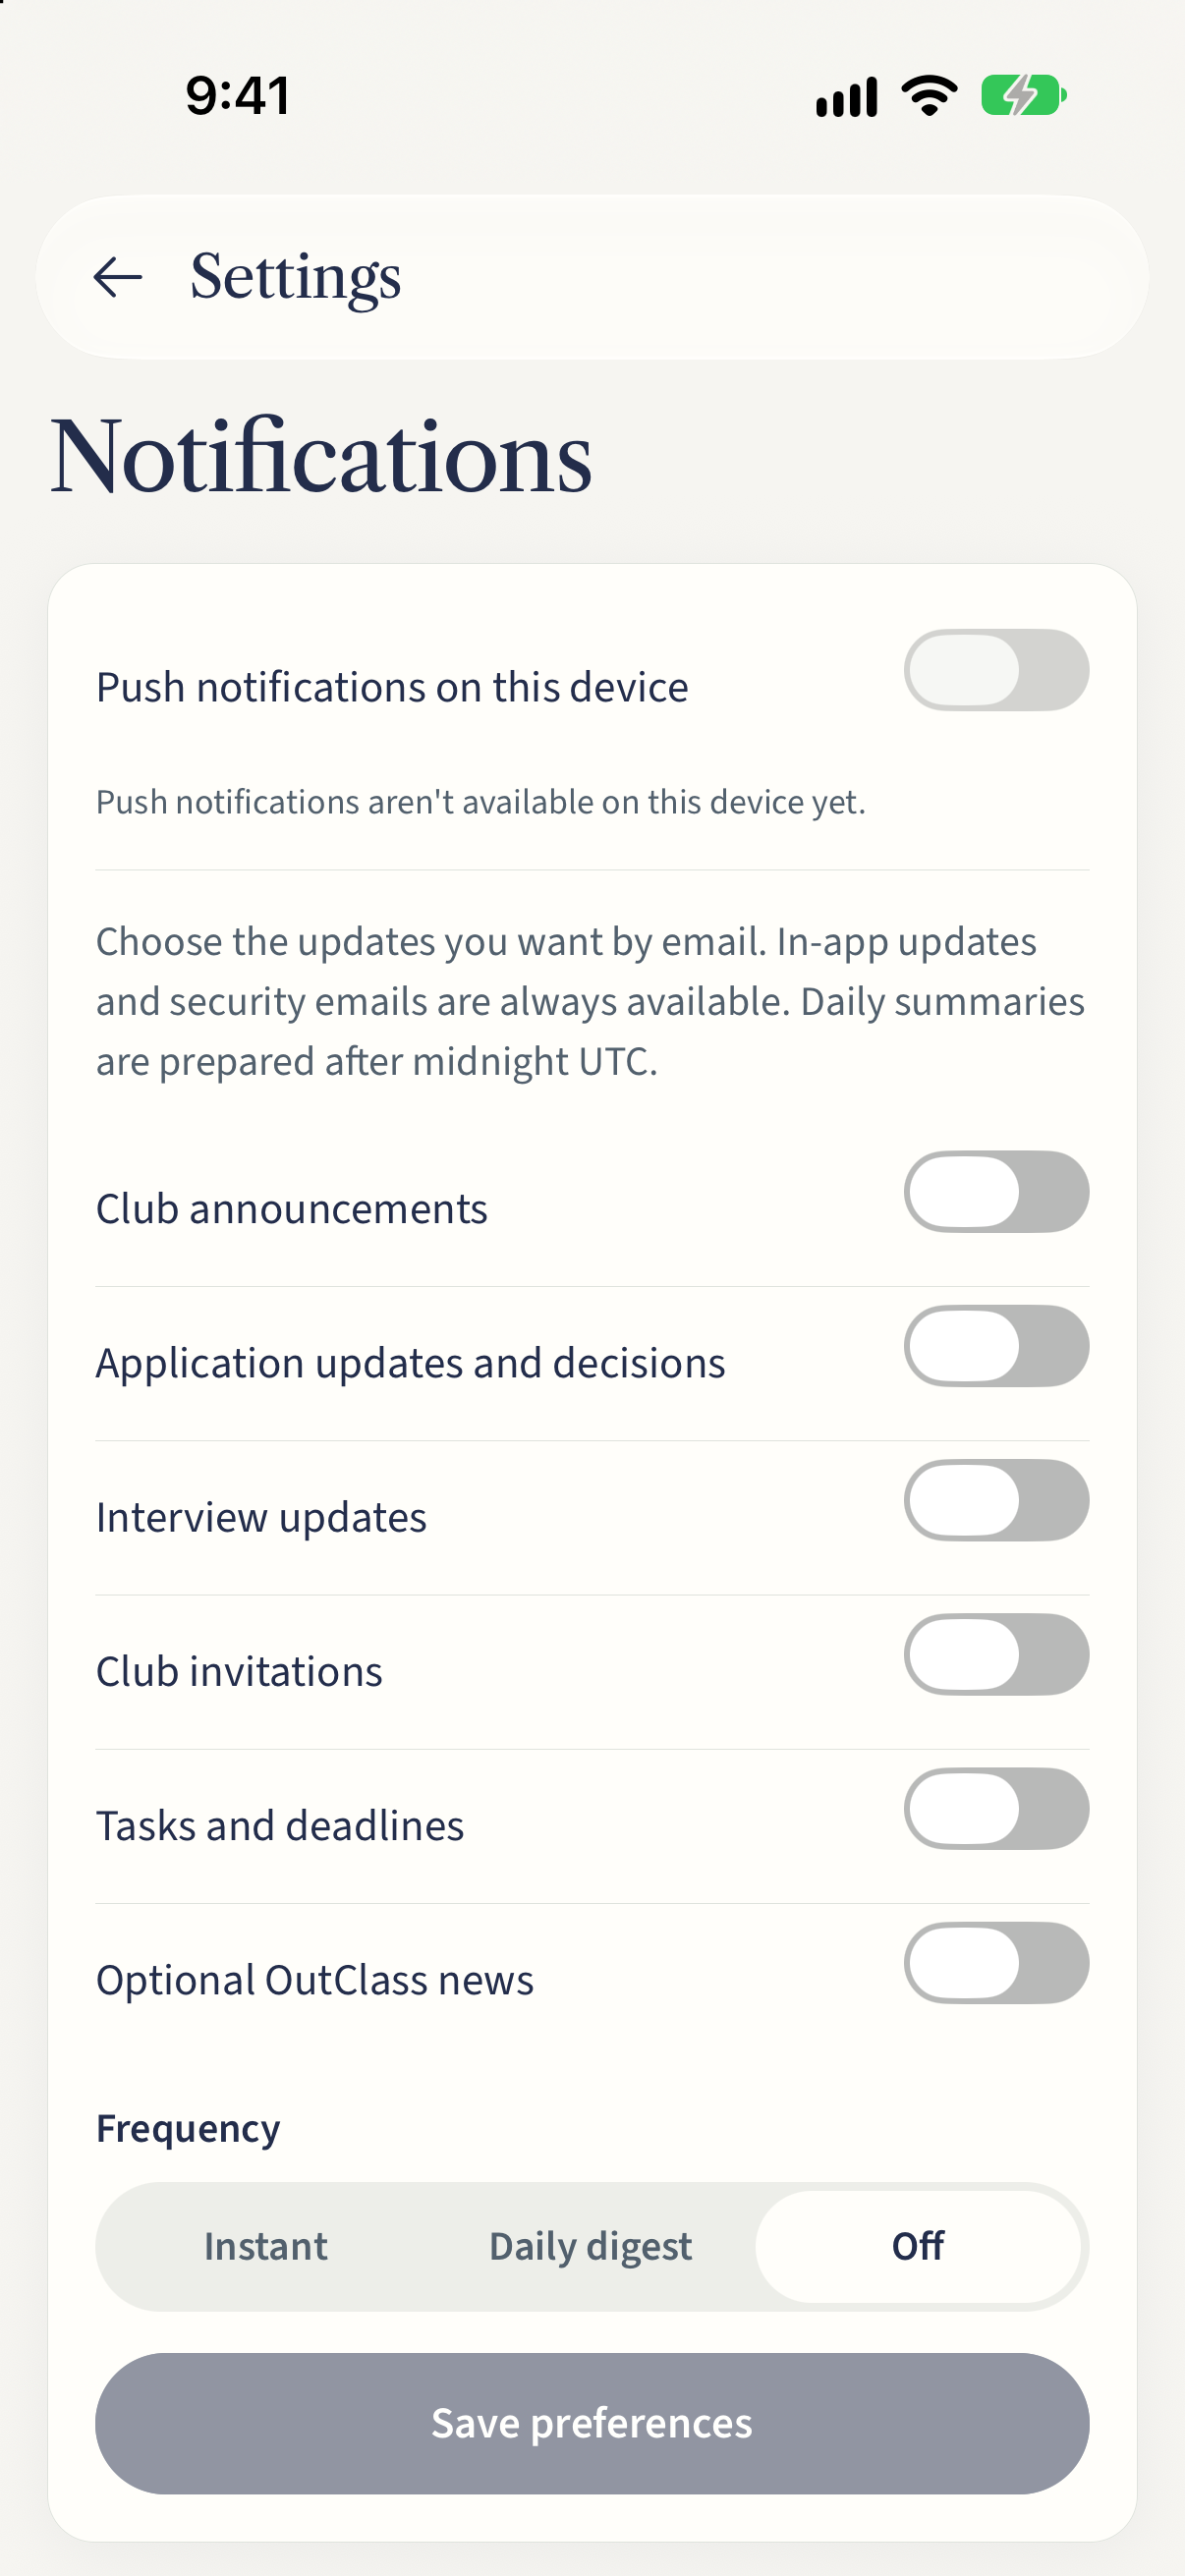 9:41
Settings
Notifications
Push notifications on this device
Push notifications aren't available on this device yet.
Choose the updates you want by email. In-app updates
and security emails are always available. Daily summaries
are prepared after midnight UTC.
Club announcements
Application updates and decisions
Interview updates
Club invitations
Tasks and deadlines
Optional OutClass news
Frequency
Instant Daily digest Off
Save preferences